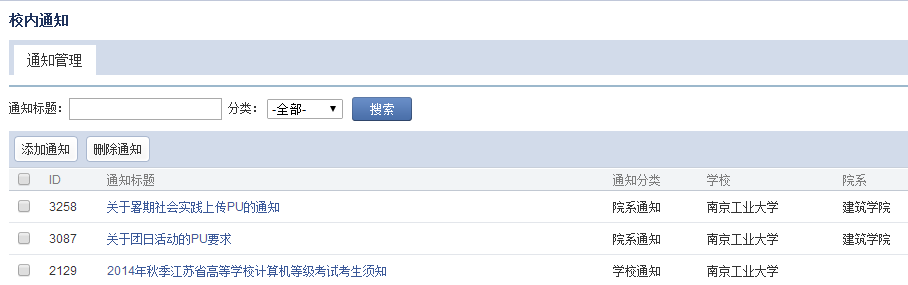 校内通知
通知管理
通知标题： 分类： -全部- 搜索
添加通知 删除通知
ID 通知标题 通知分类 学校 院系
3258 关于署期社会实践上传PU的通知 院系通知 南京工业大学 建筑学院
3087 关于团日活动的PU要求 院系通知 南京工业大学 建筑学院
2129 2014年秋季江苏省高等学校计算机等级考试考生须知 学校通知 南京工业大学